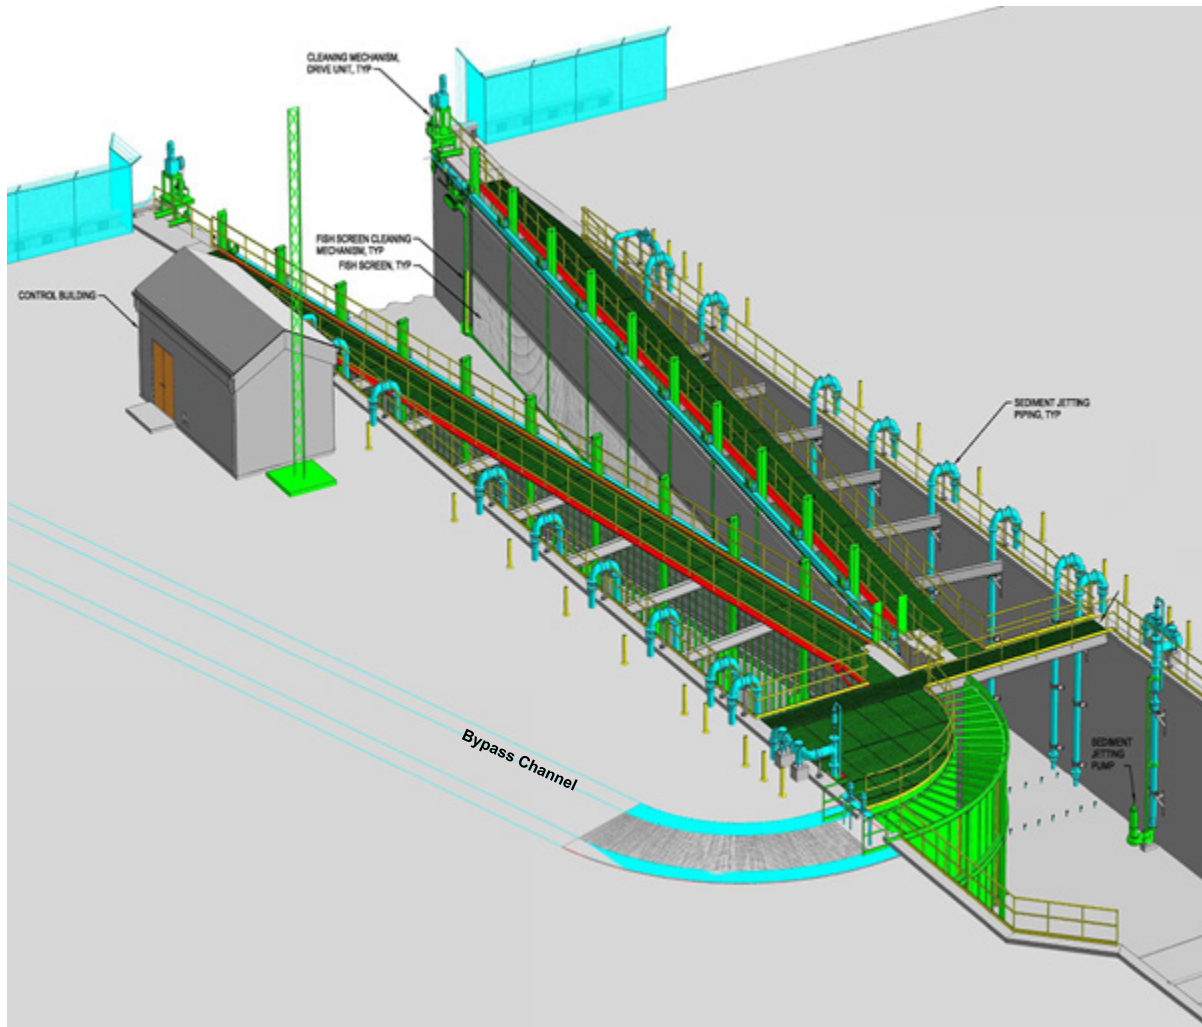 CLEANING MECHANISM,
DRIVE UNIT, TYP
FISH SCREEN CLEANING
MECHANISM, TYP
FISH SCREEN, TYP
CONTROL BUILDING
SEDIMENT JETTING
PIPING, TYP
Bypass Channel
SEDIMENT
JETTING
PUMP